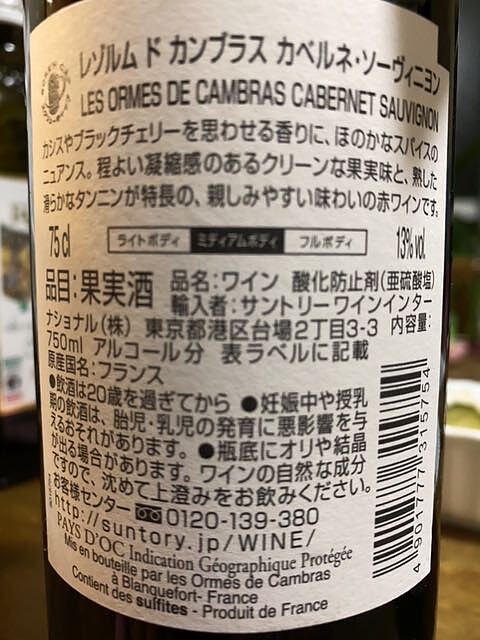 レゾルム ド カンブラス カベルネ・ソーヴィニヨン
LES ORMES DE CAMBRAS CABERNET SAUVIGNON
カシスやブラックチェリーを思わせる香りに、ほのかなスパイスの
ニュアンス。程よい凝縮感のあるクリーンな果実味と、熟した
滑らかなタンニンが特長の、親しみやすい味わいの赤ワインです。
75cl ライトボディ ミディアムボディ フルボディ 13% vol.
品目:果実酒 品名:ワイン 酸化防止剤(亜硫酸塩)
輸入者:サントリーワインインター
ナショナル(株) 東京都港区台場2丁目3-3 内容量:
750ml アルコール分 表ラベルに記載
原産国名:フランス
●飲酒は20歳を過ぎてから ●妊娠中や授乳
期の飲酒は、胎児・乳児の発育に悪影響を与
えるおそれがあります。 ●瓶底にオリや結晶
が出る場合があります。ワインの自然な成分
ですので、沈めて上澄みをお飲みください。
お客様センター 0120-139-380
http://suntory.jp/WINE/
PAYS D'OC Indication Géographique Protégée
Mis en bouteille par les Ormes de Cambras
à Blanquefort- France
Contient des sulfites - Produit de France
4 901777 315754